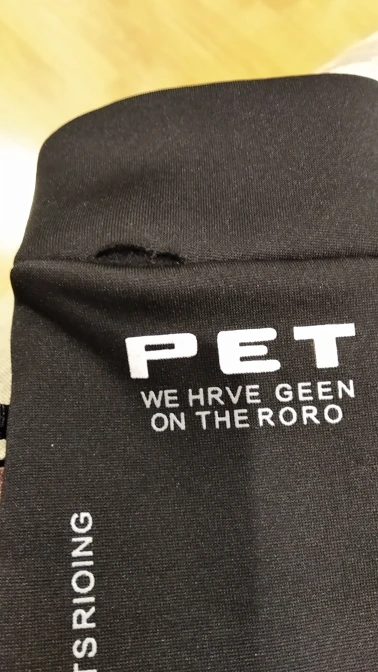 PET
WE HRVE GEEN
ON THE RORO
TSRIOING